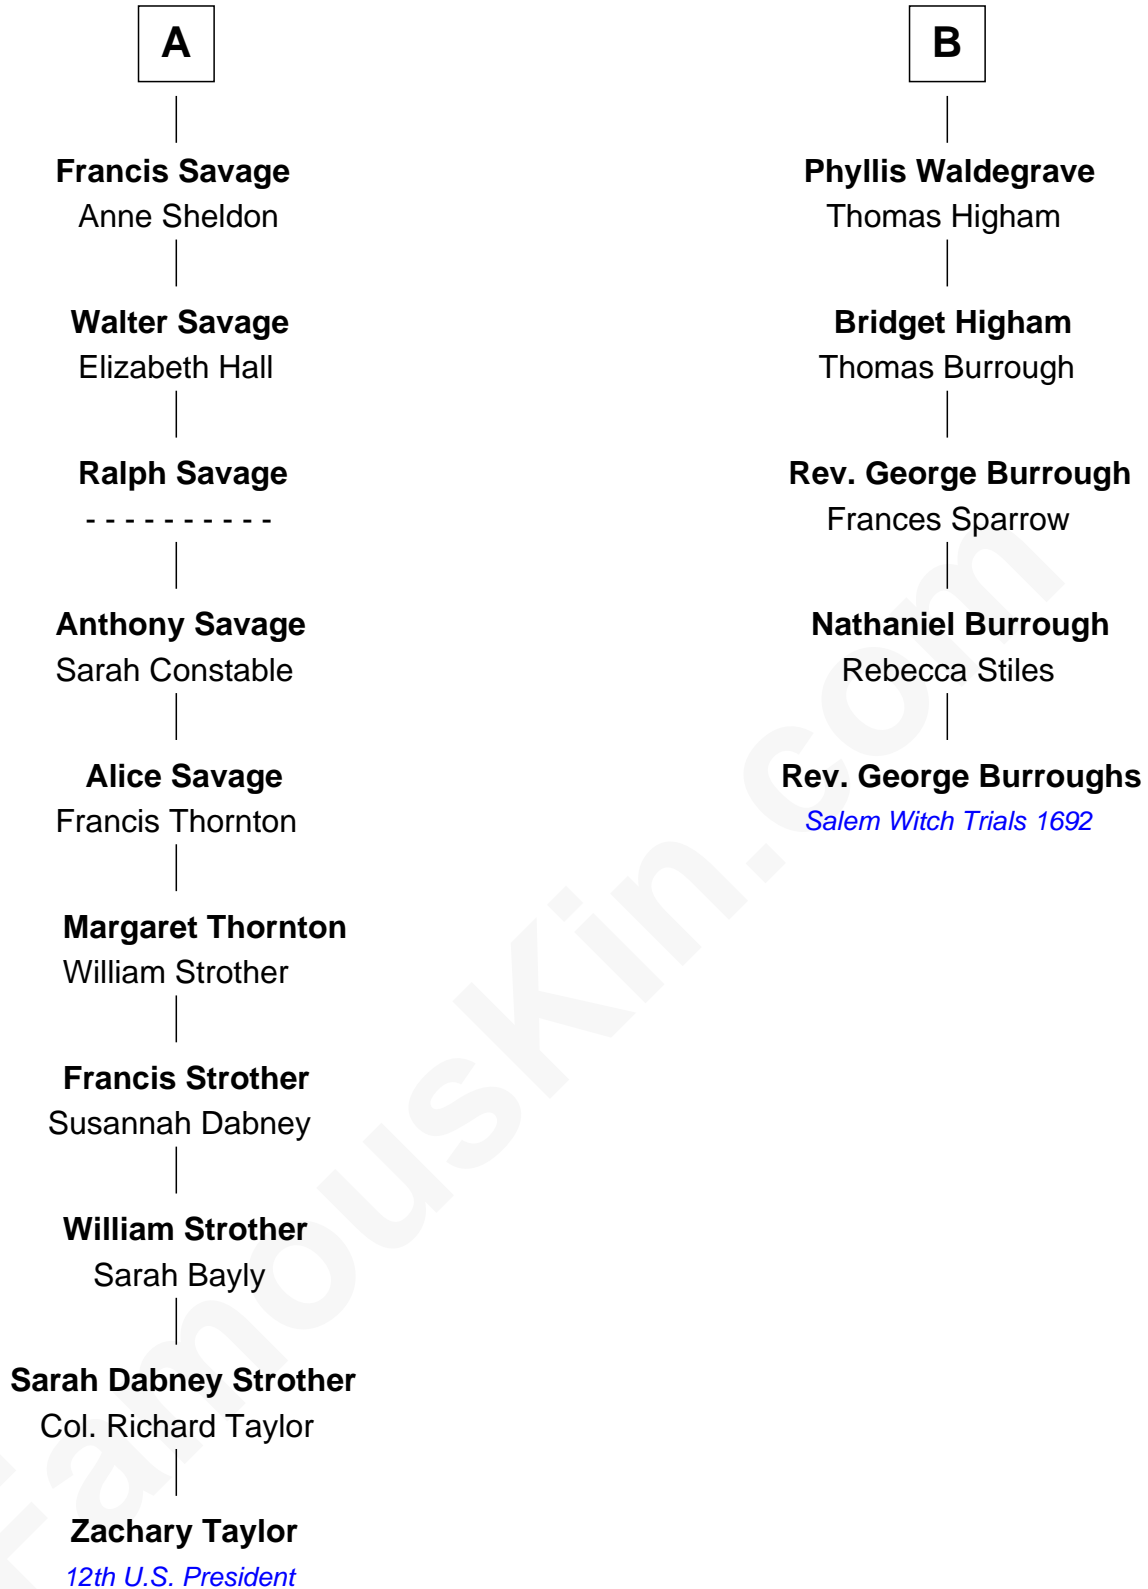 A
Francis Savage
Anne Sheldon
Walter Savage
Elizabeth Hall
Ralph Savage
- - - - - - - - - -
Anthony Savage
Sarah Constable
Alice Savage
Francis Thornton
Margaret Thornton
William Strother
Francis Strother
Susannah Dabney
William Strother
Sarah Bayly
Sarah Dabney Strother
Col. Richard Taylor
Zachary Taylor
12th U.S. President
B
Phyllis Waldegrave
Thomas Higham
Bridget Higham
Thomas Burrough
Rev. George Burrough
Frances Sparrow
Nathaniel Burrough
Rebecca Stiles
Rev. George Burroughs
Salem Witch Trials 1692
FamousKin.com